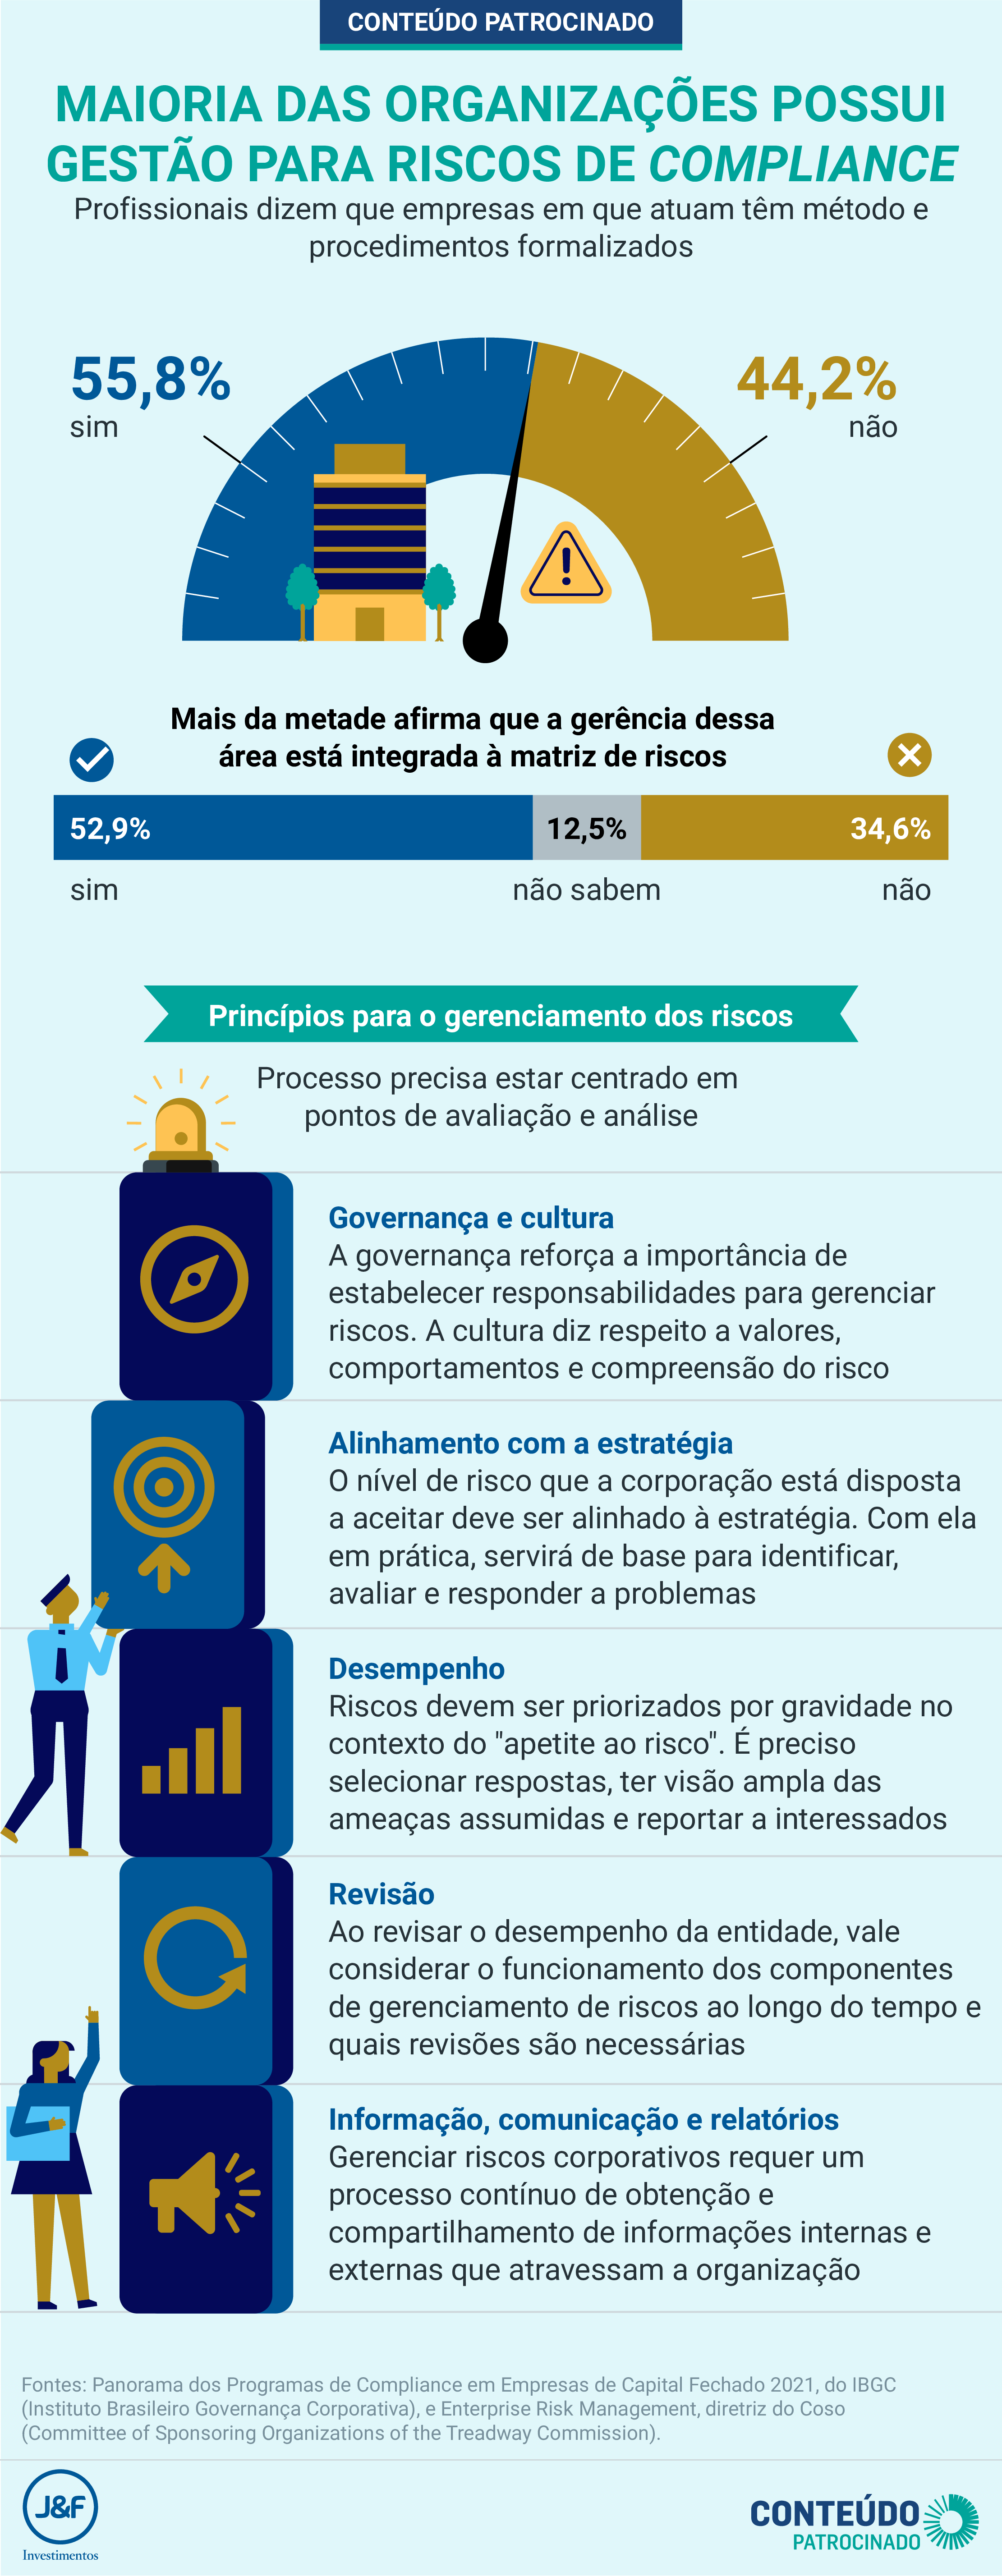 CONTEÚDO PATROCINADO
MAIORIA DAS ORGANIZAÇÕES POSSUI
GESTÃO PARA RISCOS DE COMPLIANCE
Profissionais dizem que empresas em que atuam têm método e
procedimentos formalizados
55,8%
sim
44,2%
não
Mais da metade afirma que a gerência dessa
área está integrada à matriz de riscos
52,9%
12,5%
34,6%
sim
não sabem
não
Princípios para o gerenciamento dos riscos
Processo precisa estar centrado em
pontos de avaliação e análise
Governança e cultura
A governança reforça a importância de
estabelecer responsabilidades para gerenciar
riscos. A cultura diz respeito a valores,
comportamentos e compreensão do risco
Alinhamento com a estratégia
O nível de risco que a corporação está disposta
a aceitar deve ser alinhado à estratégia. Com ela
em prática, servirá de base para identificar,
avaliar e responder a problemas
Desempenho
Riscos devem ser priorizados por gravidade no
contexto do "apetite ao risco". É preciso
selecionar respostas, ter visão ampla das
ameaças assumidas e reportar a interessados
Revisão
Ao revisar o desempenho da entidade, vale
considerar o funcionamento dos componentes
de gerenciamento de riscos ao longo do tempo e
quais revisões são necessárias
Informação, comunicação e relatórios
Gerenciar riscos corporativos requer um
processo contínuo de obtenção e
compartilhamento de informações internas e
externas que atravessam a organização
Fontes: Panorama dos Programas de Compliance em Empresas de Capital Fechado 2021, do IBGC
(Instituto Brasileiro Governança Corporativa), e Enterprise Risk Management, diretriz do Coso
(Committee of Sponsoring Organizations of the Treadway Commission).
J&F
Investimentos
CONTEÚDO
PATROCINADO